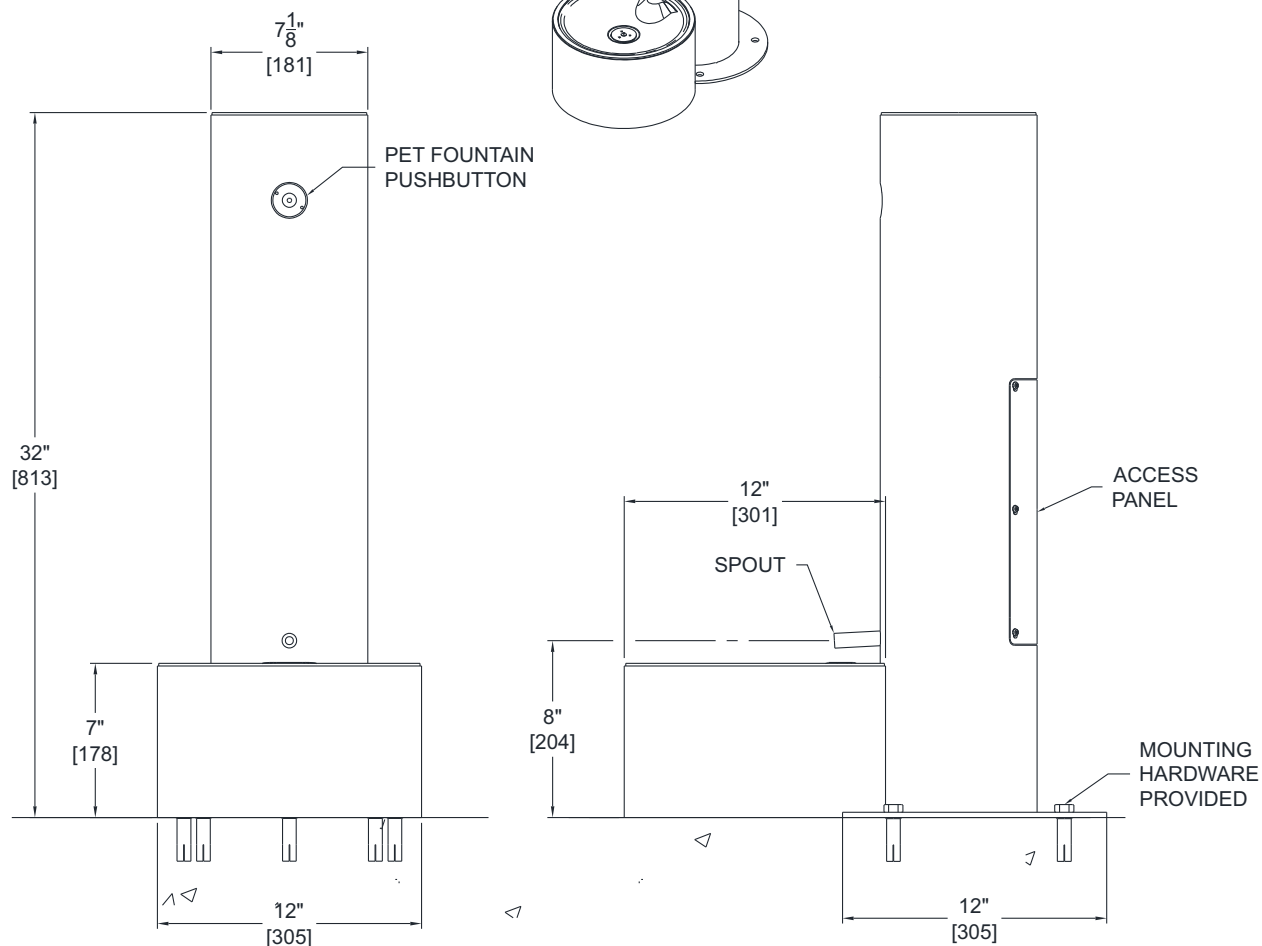 7 1/8"
[181]
PET FOUNTAIN
PUSHBUTTON
32"
[813]
7"
[178]
12"
[305]
12"
[301]
SPOUT
8"
[204]
ACCESS
PANEL
MOUNTING
HARDWARE
PROVIDED
12"
[305]